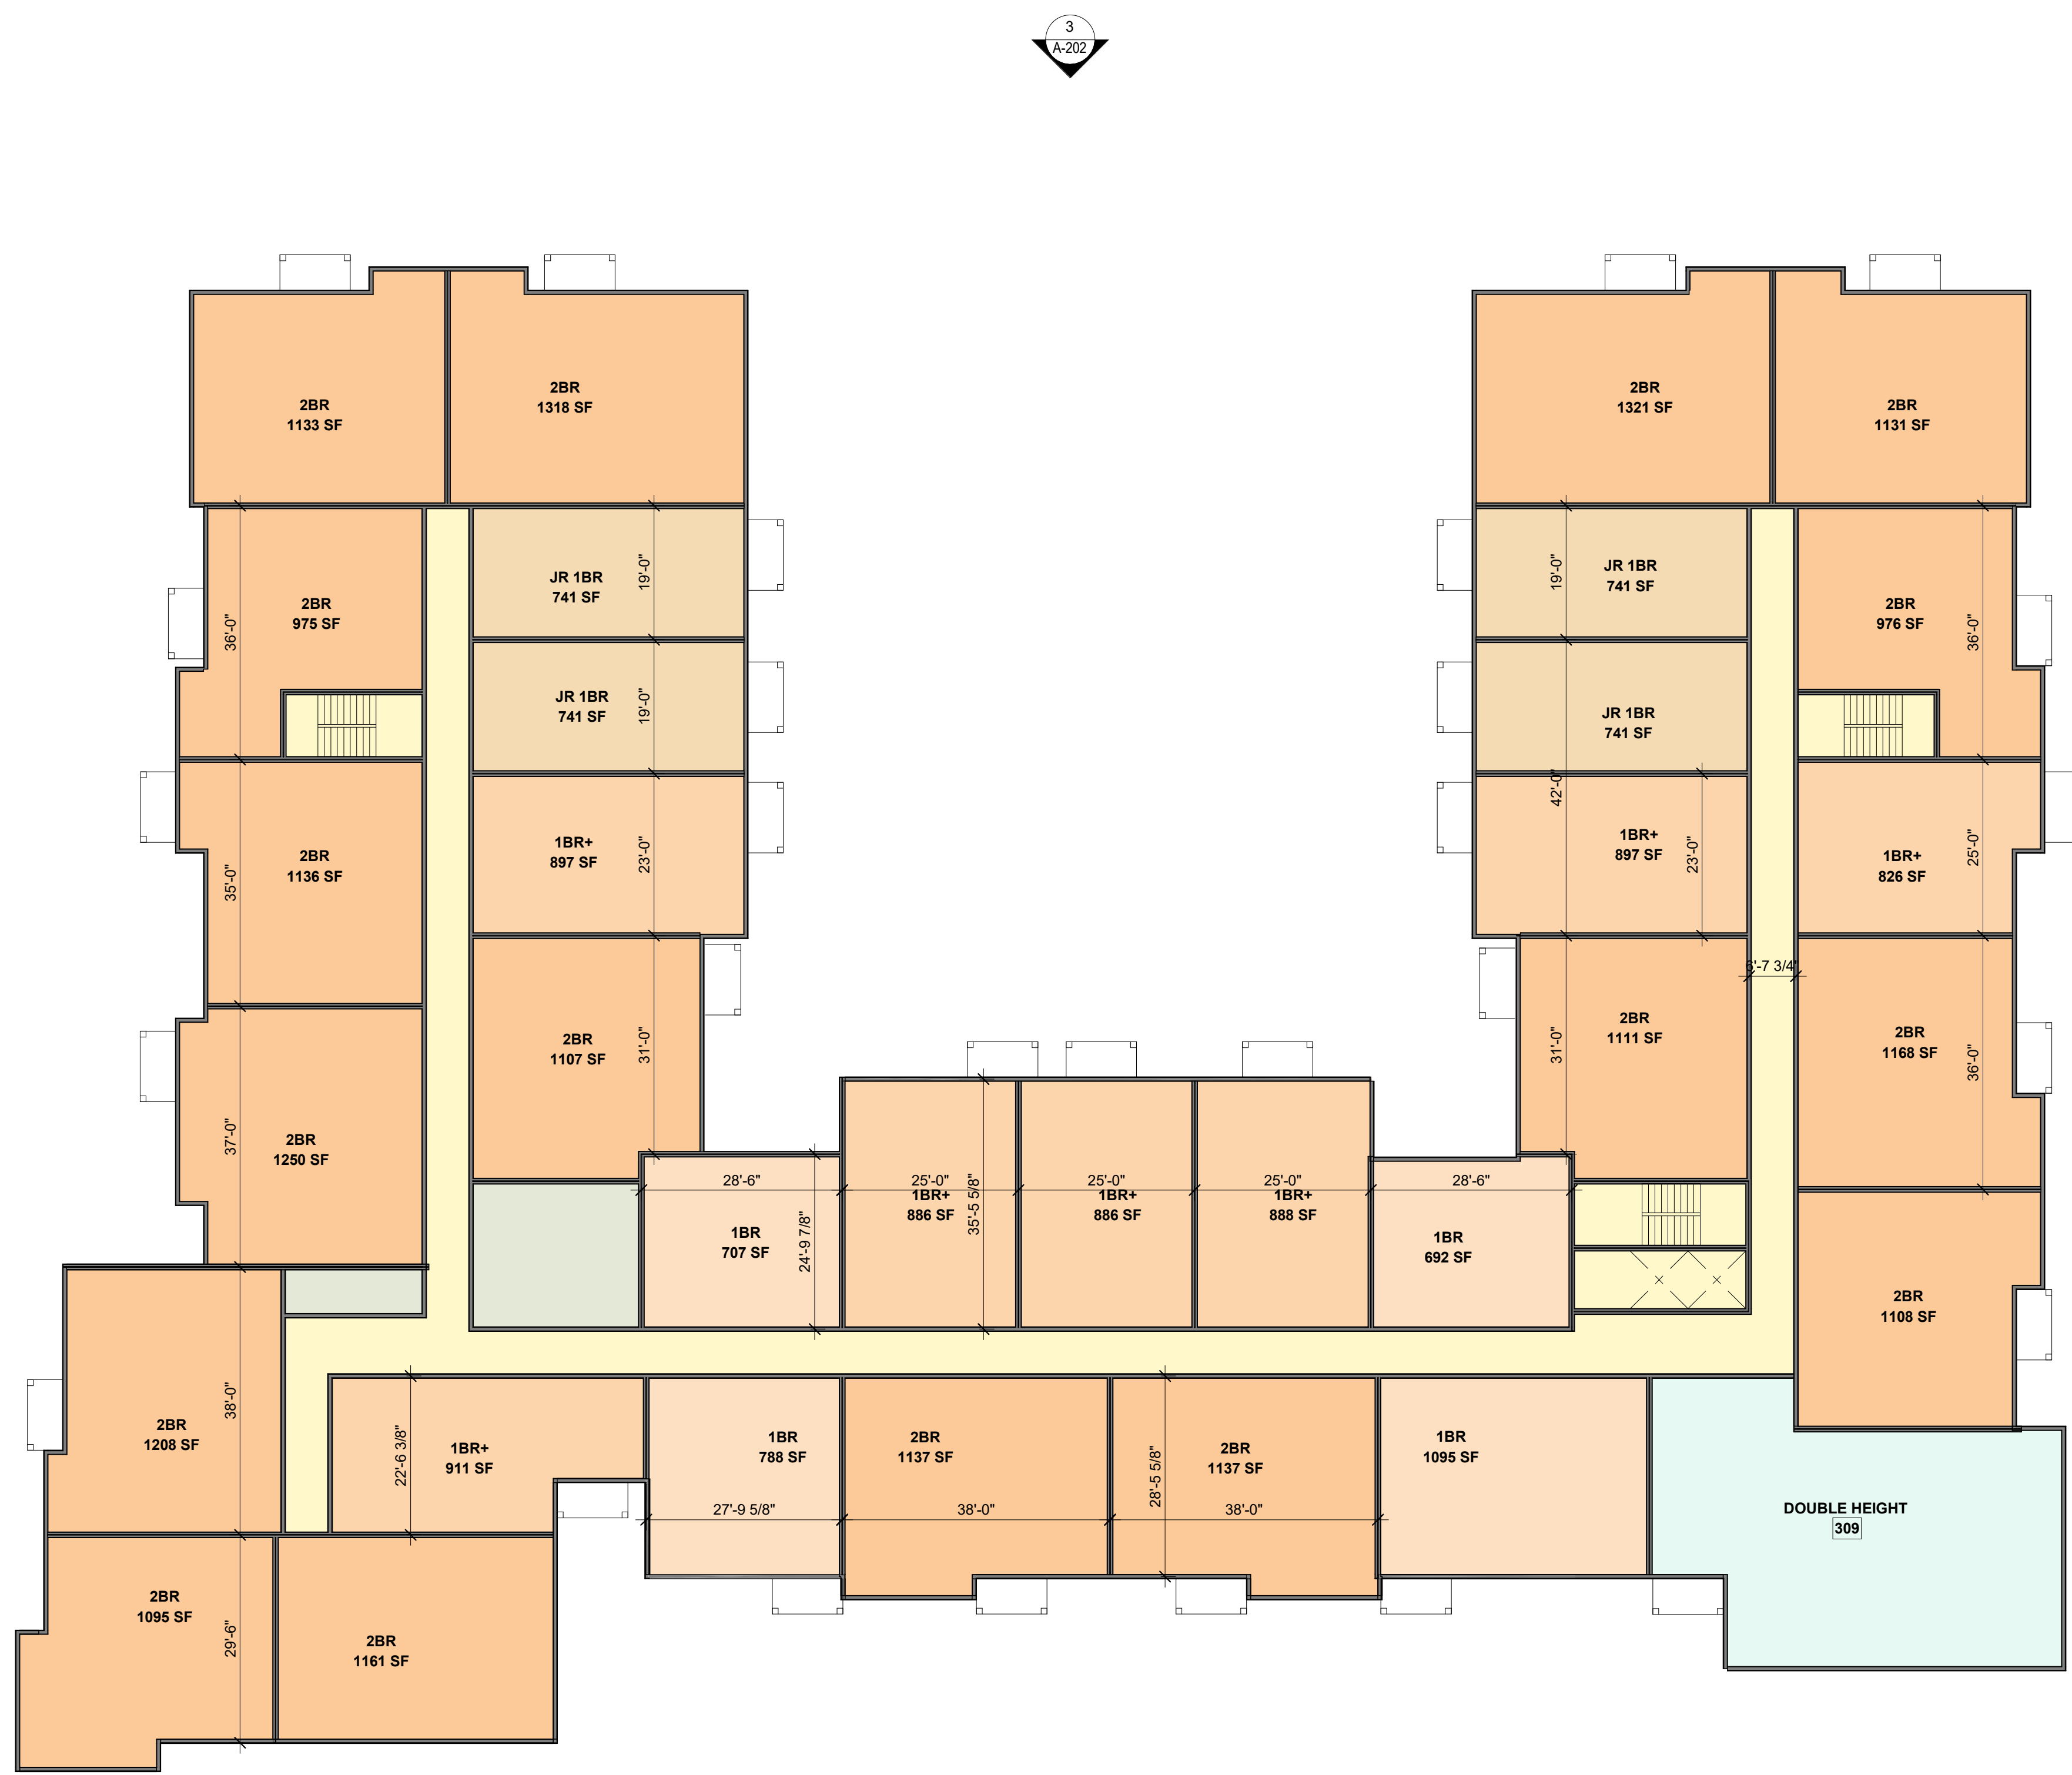 3
A-202
2BR
1133 SF
2BR
1318 SF
2BR
1321 SF
2BR
1131 SF
2BR
975 SF
36'-0"
JR 1BR
741 SF
19'-0"
19'-0"
JR 1BR
741 SF
2BR
976 SF
36'-0"
JR 1BR
741 SF
19'-0"
JR 1BR
741 SF
42'-0"
2BR
1136 SF
35'-0"
1BR+
897 SF
23'-0"
1BR+
897 SF
23'-0"
1BR+
826 SF
25'-0"
6'-7 3/4"
2BR
1107 SF
31'-0"
31'-0"
2BR
1111 SF
2BR
1168 SF
36'-0"
2BR
1250 SF
37'-0"
28'-6"
25'-0"
25'-0"
25'-0"
28'-6"
1BR
707 SF
24'-9 7/8"
1BR+
886 SF
35'-5 5/8"
1BR+
886 SF
1BR+
888 SF
1BR
692 SF
2BR
1108 SF
2BR
1208 SF
38'-0"
22'-6 3/8"
1BR+
911 SF
1BR
788 SF
2BR
1137 SF
28'-5 5/8"
2BR
1137 SF
1BR
1095 SF
27'-9 5/8"
38'-0"
38'-0"
DOUBLE HEIGHT
309
2BR
1095 SF
29'-6"
2BR
1161 SF